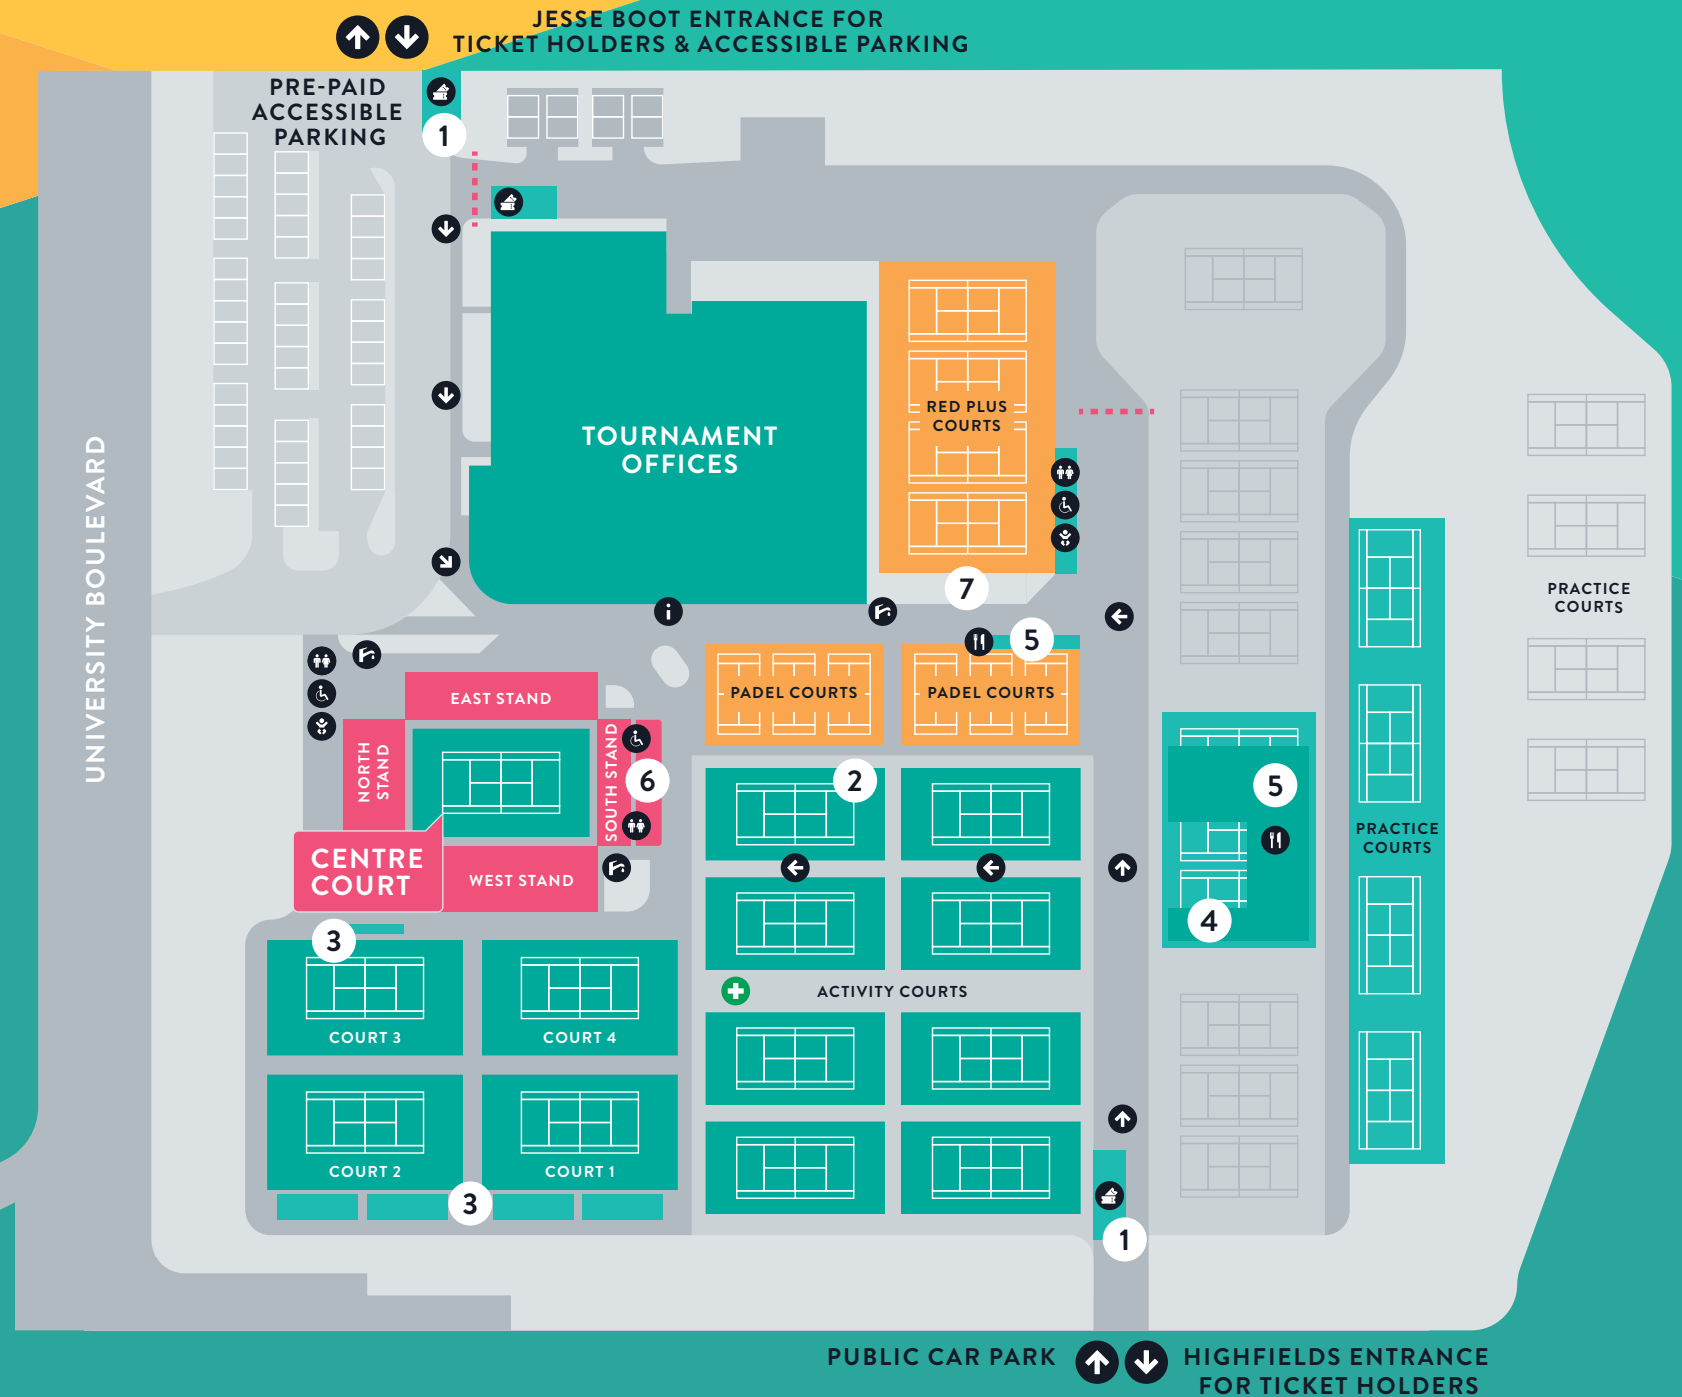 JESSE BOOT ENTRANCE FOR
TICKET HOLDERS & ACCESSIBLE PARKING
PRE-PAID
ACCESSIBLE
PARKING
1
UNIVERSITY BOULEVARD
TOURNAMENT
OFFICES
RED PLUS
COURTS
7
i
5
PADEL COURTS
PADEL COURTS
PRACTICE
COURTS
EAST STAND
NORTH
STAND
SOUTH STAND
6
WEST STAND
CENTRE
COURT
2
5
4
PRACTICE
COURTS
3
COURT 3
COURT 4
ACTIVITY COURTS
COURT 2
COURT 1
3
1
PUBLIC CAR PARK
HIGHFIELDS ENTRANCE
FOR TICKET HOLDERS